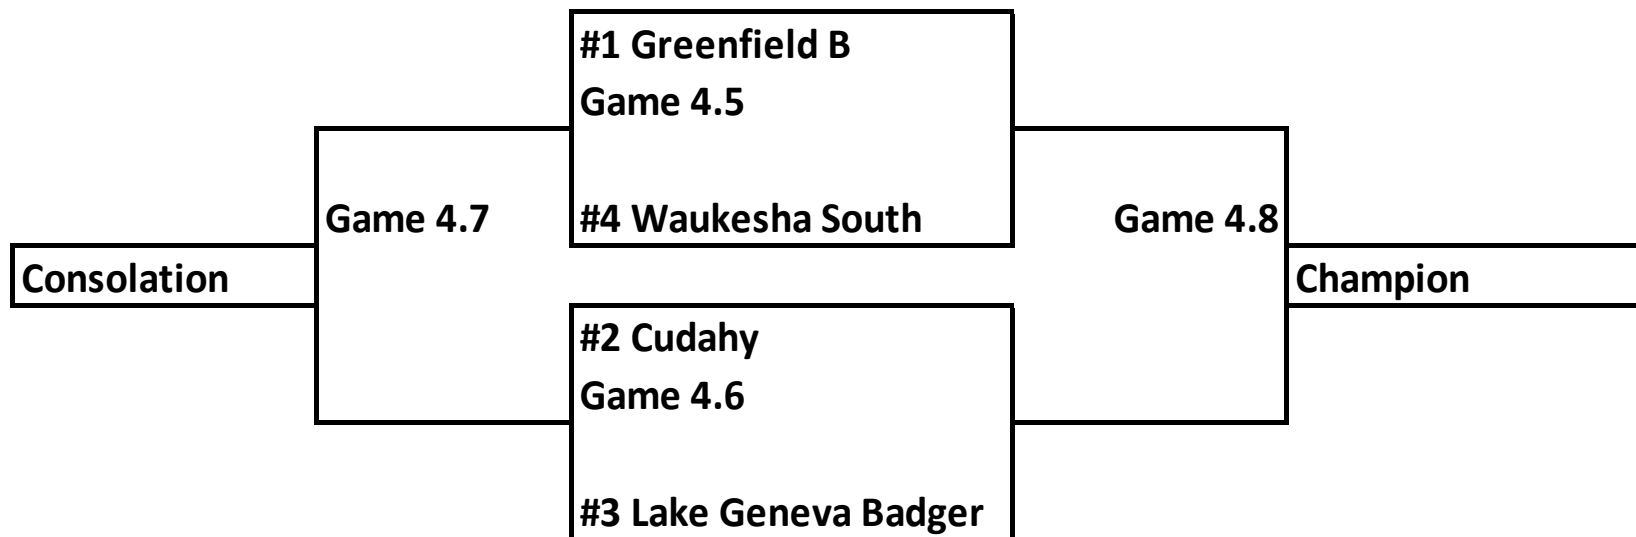 #1 Greenfield B
Game 4.5
Game 4.7
#4 Waukesha South
Game 4.8
Consolation
Champion
#2 Cudahy
Game 4.6
#3 Lake Geneva Badger